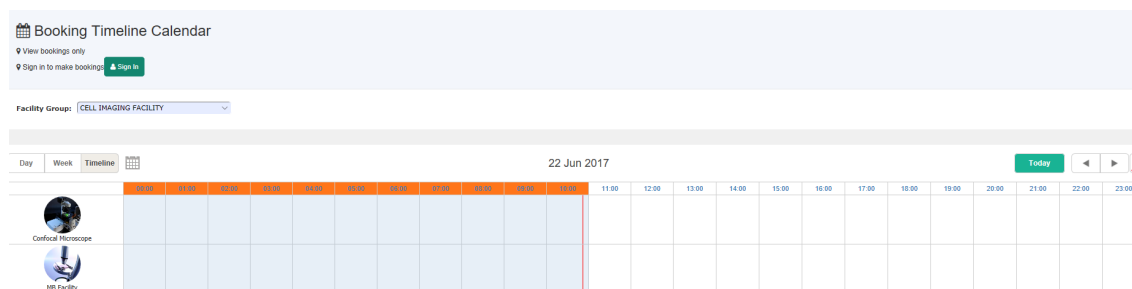 Booking Timeline Calendar
View bookings only
Sign in to make bookings Sign In
Facility Group: CELL IMAGING FACILITY
Day Week Timeline 22 Jun 2017 Today
00:00 01:00 02:00 03:00 04:00 05:00 06:00 07:00 08:00 09:00 10:00 11:00 12:00 13:00 14:00 15:00 16:00 17:00 18:00 19:00 20:00 21:00 22:00 23:00
Confocal Microscope
MB Facility